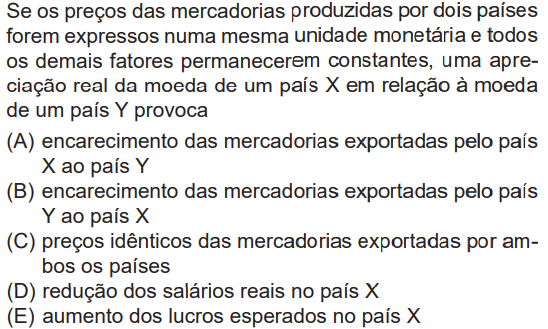 Se os preços das mercadorias produzidas por dois países
forem expressos numa mesma unidade monetária e todos
os demais fatores permanecerem constantes, uma apre-
ciação real da moeda de um país X em relação à moeda
de um país Y provoca
(A) encarecimento das mercadorias exportadas pelo país
X ao país Y
(B) encarecimento das mercadorias exportadas pelo país
Y ao país X
(C) preços idênticos das mercadorias exportadas por am-
bos os países
(D) redução dos salários reais no país X
(E) aumento dos lucros esperados no país X